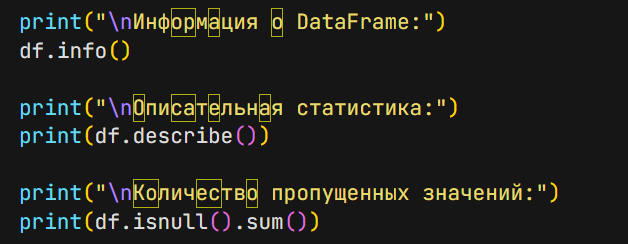 print("\nИнформация о DataFrame:")
df.info()
print("\nОписательная статистика:")
print(df.describe())
print("\nКоличество пропущенных значений:")
print(df.isnull().sum())